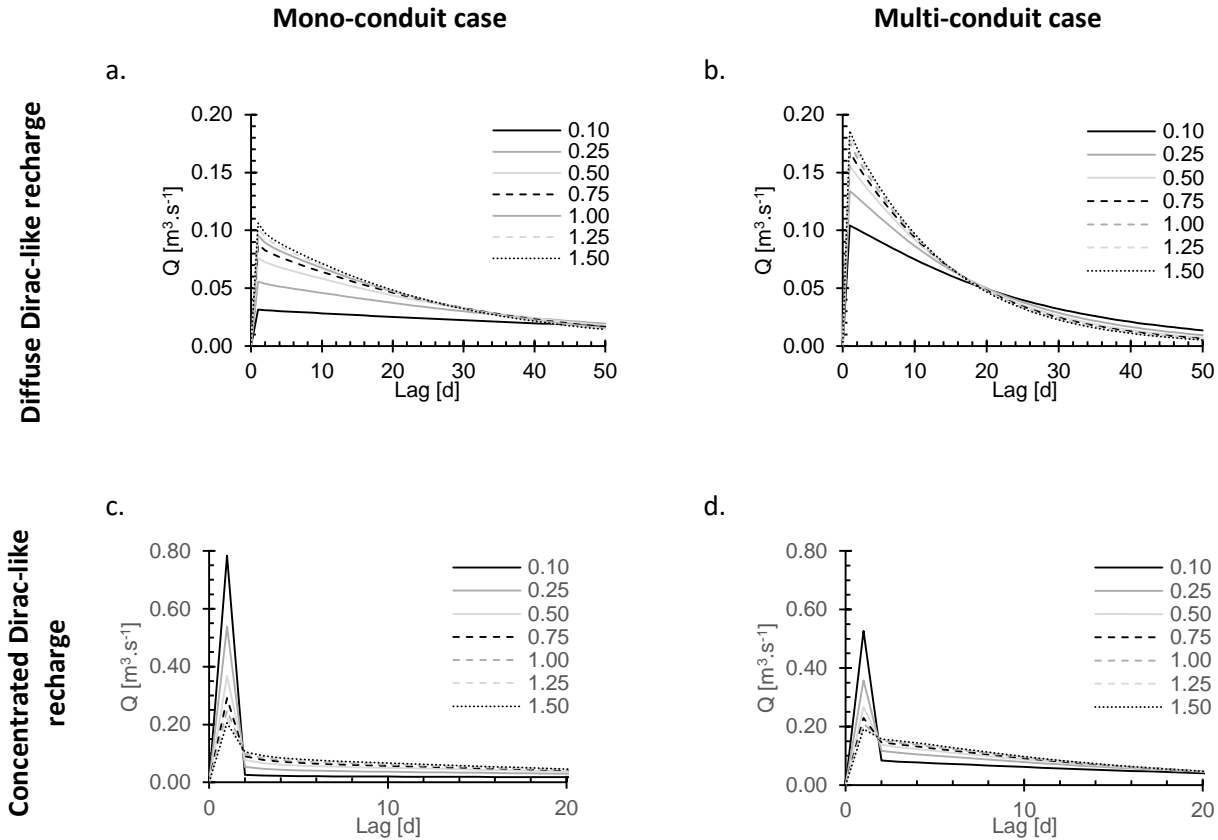 Mono-conduit case
Multi-conduit case
Diffuse Dirac-like recharge
Concentrated Dirac-like
recharge
a.
Q [m³.s⁻¹]
0.20
0.15
0.10
0.05
0.00
0 10 20 30 40 50
Lag [d]
0.10
0.25
0.50
0.75
1.00
1.25
1.50
b.
Q [m³.s⁻¹]
0.20
0.15
0.10
0.05
0.00
0 10 20 30 40 50
Lag [d]
0.10
0.25
0.50
0.75
1.00
1.25
1.50
c.
Q [m³.s⁻¹]
0.80
0.60
0.40
0.20
0.00
0 10 20
Lag [d]
0.10
0.25
0.50
0.75
1.00
1.25
1.50
d.
Q [m³.s⁻¹]
0.80
0.60
0.40
0.20
0.00
0 10 20
Lag [d]
0.10
0.25
0.50
0.75
1.00
1.25
1.50